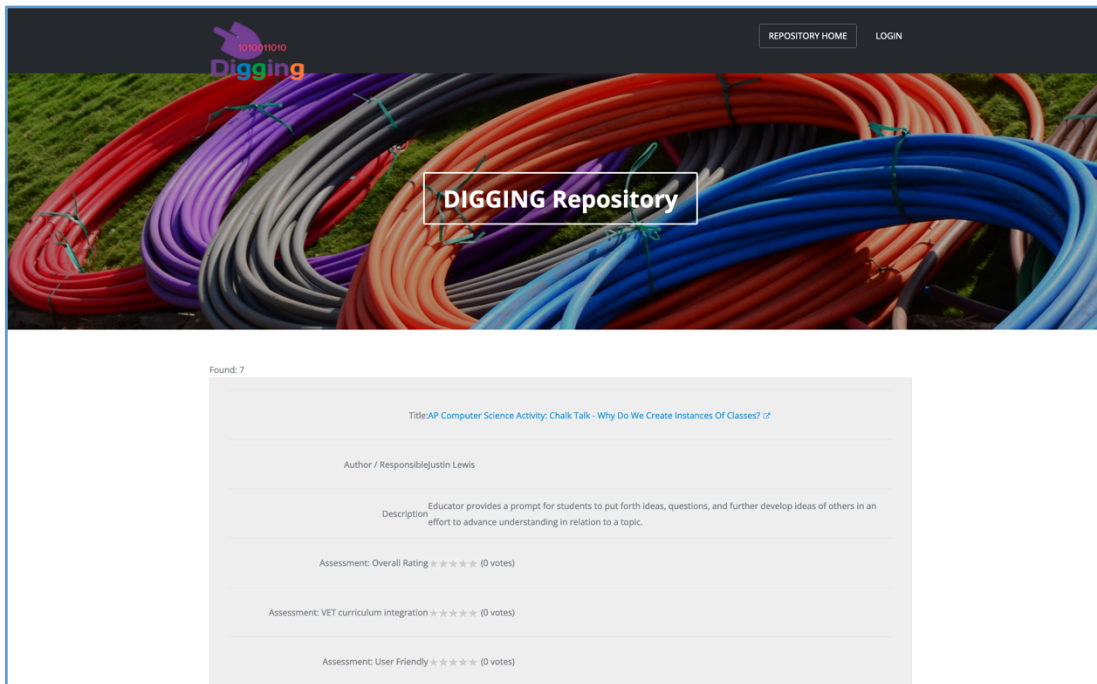 1010011010
Digging
REPOSITORY HOME
LOGIN
DIGGING Repository
Found: 7
Title:AP Computer Science Activity: Chalk Talk - Why Do We Create Instances Of Classes?
Author / ResponsibleJustin Lewis
Description
Educator provides a prompt for students to put forth ideas, questions, and further develop ideas of others in an
effort to advance understanding in relation to a topic.
Assessment: Overall Rating ★★★★★ (0 votes)
Assessment: VET curriculum integration ★★★★★ (0 votes)
Assessment: User Friendly ★★★★★ (0 votes)